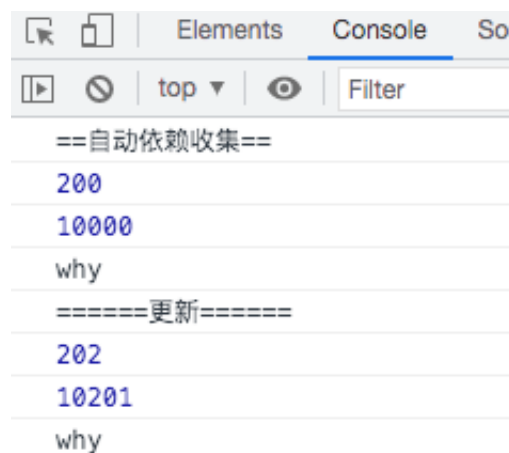 Elements Console So
top ▼ Filter
==自动依赖收集==
200
10000
why
======更新======
202
10201
why